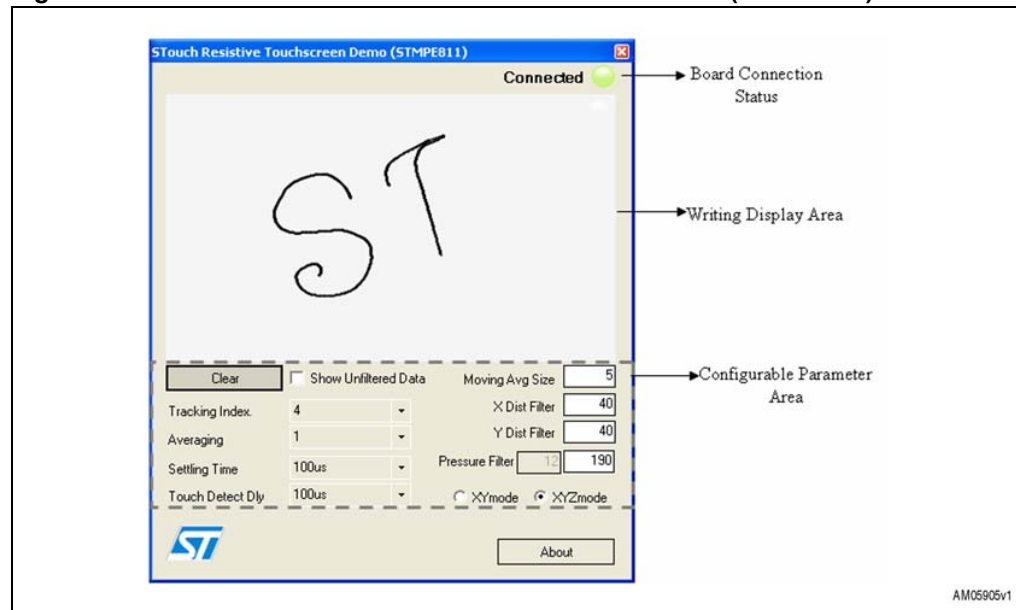 STouch Resistive Touchscreen Demo (STMPE811)
Connected
Board Connection
Status
ST
Writing Display Area
Clear
Show Unfiltered Data
Moving Avg Size 5
Configurable Parameter
Area
Tracking Index. 4
X Dist Filter 40
Averaging 1
Y Dist Filter 40
Settling Time 100us
Pressure Filter 12 190
Touch Detect Dly 100us
XYmode XYZmode
ST
About
AM05905v1